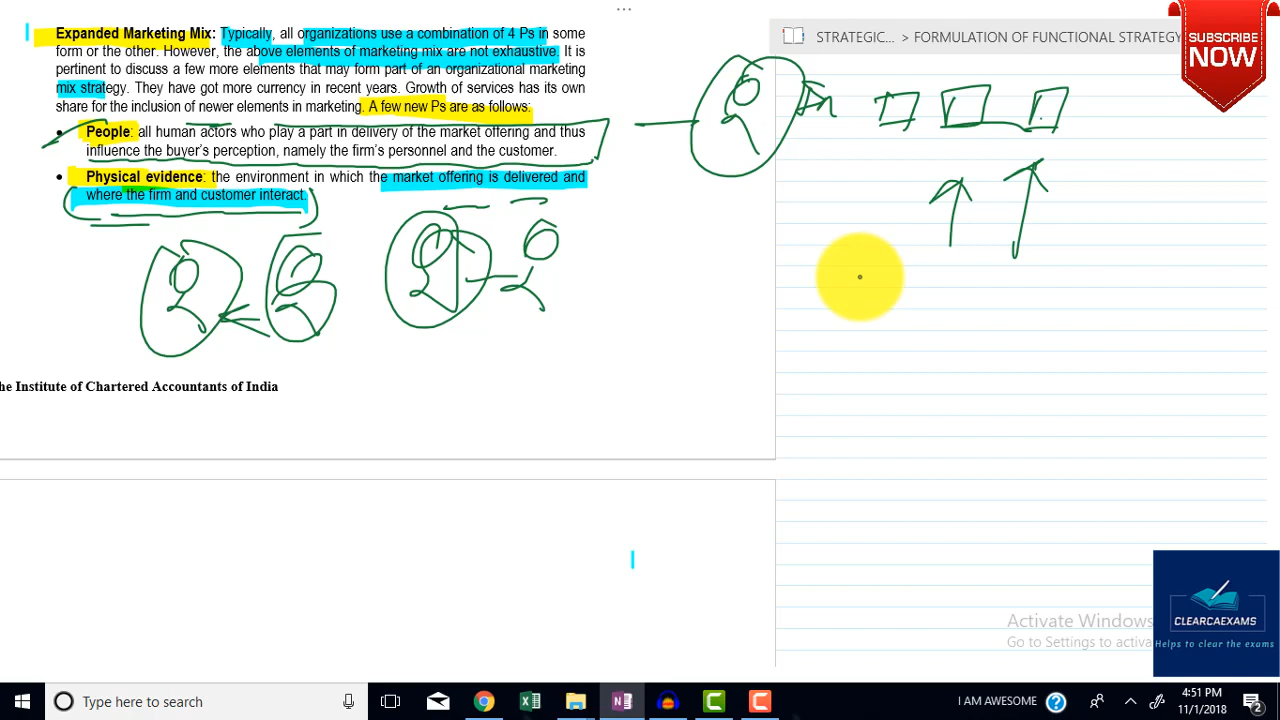 Expanded Marketing Mix: Typically, all organizations use a combination of 4 Ps in some
form or the other. However, the above elements of marketing mix are not exhaustive. It is
pertinent to discuss a few more elements that may form part of an organizational marketing
mix strategy. They have got more currency in recent years. Growth of services has its own
share for the inclusion of newer elements in marketing. A few new Ps are as follows:
• People: all human actors who play a part in delivery of the market offering and thus
influence the buyer's perception, namely the firm's personnel and the customer.
• Physical evidence: the environment in which the market offering is delivered and
where the firm and customer interact.
he Institute of Chartered Accountants of India
STRATEGIC... > FORMULATION OF FUNCTIONAL STRATEGY
SUBSCRIBE
NOW
CLEARCAEXAMS
Helps to clear the exams
Activate Windows
Go to Settings to activa
Type here to search
I AM AWESOME
4:51 PM
11/1/2018
2